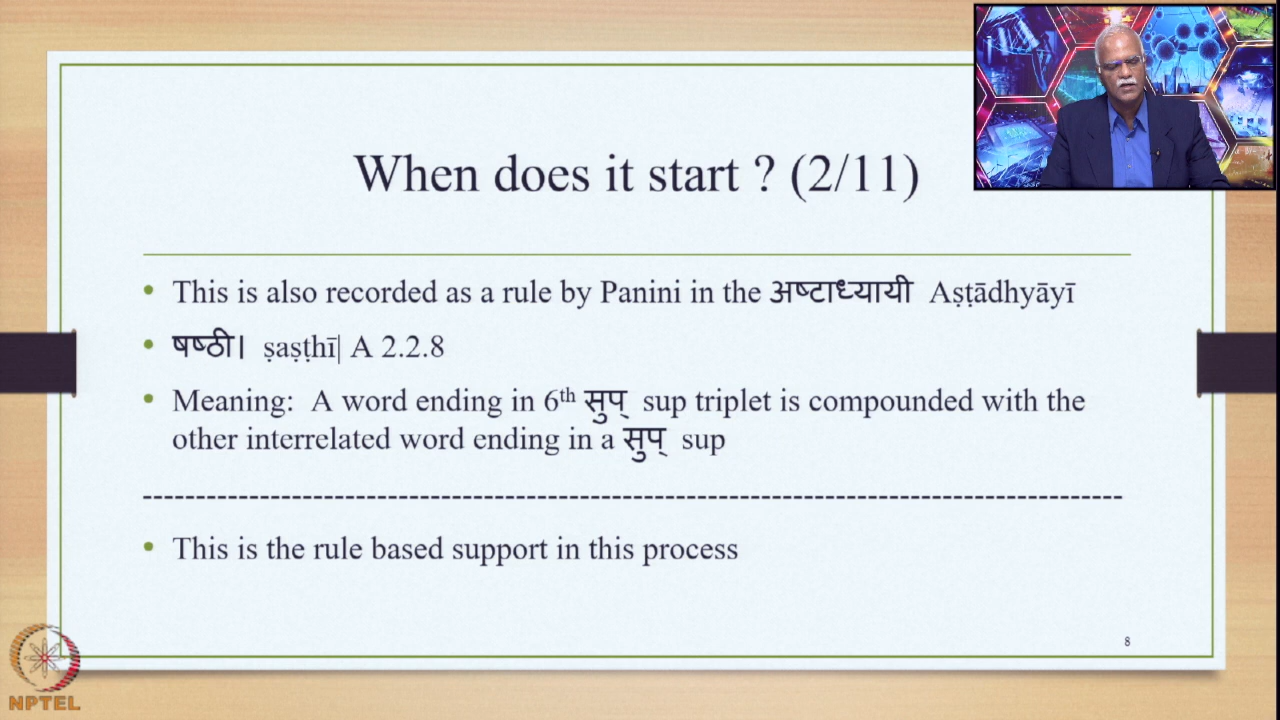 When does it start ? (2/11)
• This is also recorded as a rule by Panini in the अष्टाध्यायी Aṣṭādhyāyī
• षष्ठी। ṣaṣṭhī| A 2.2.8
• Meaning: A word ending in 6th सुप् sup triplet is compounded with the
other interrelated word ending in a सुप् sup
--------------------------------------------------------------------------------------------
• This is the rule based support in this process
8
NPTEL